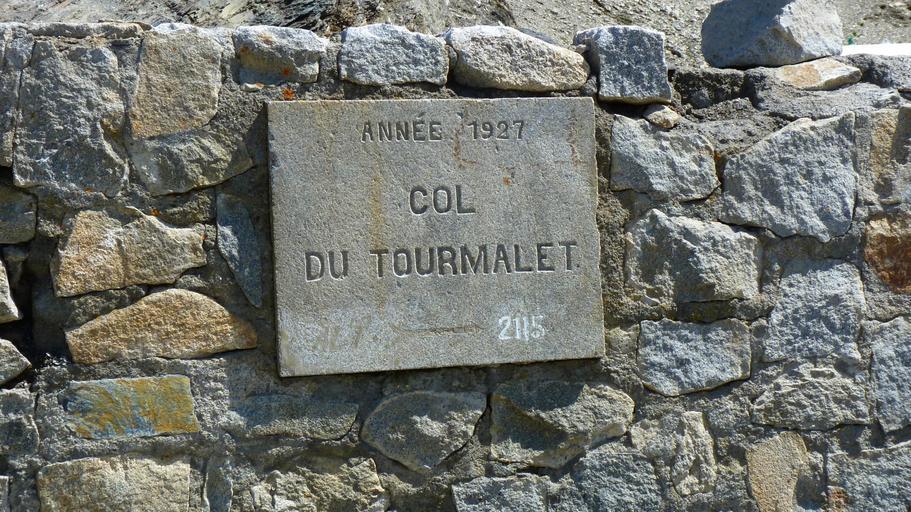 ANNÉE 1927
COL
DU TOURMALET.
2115